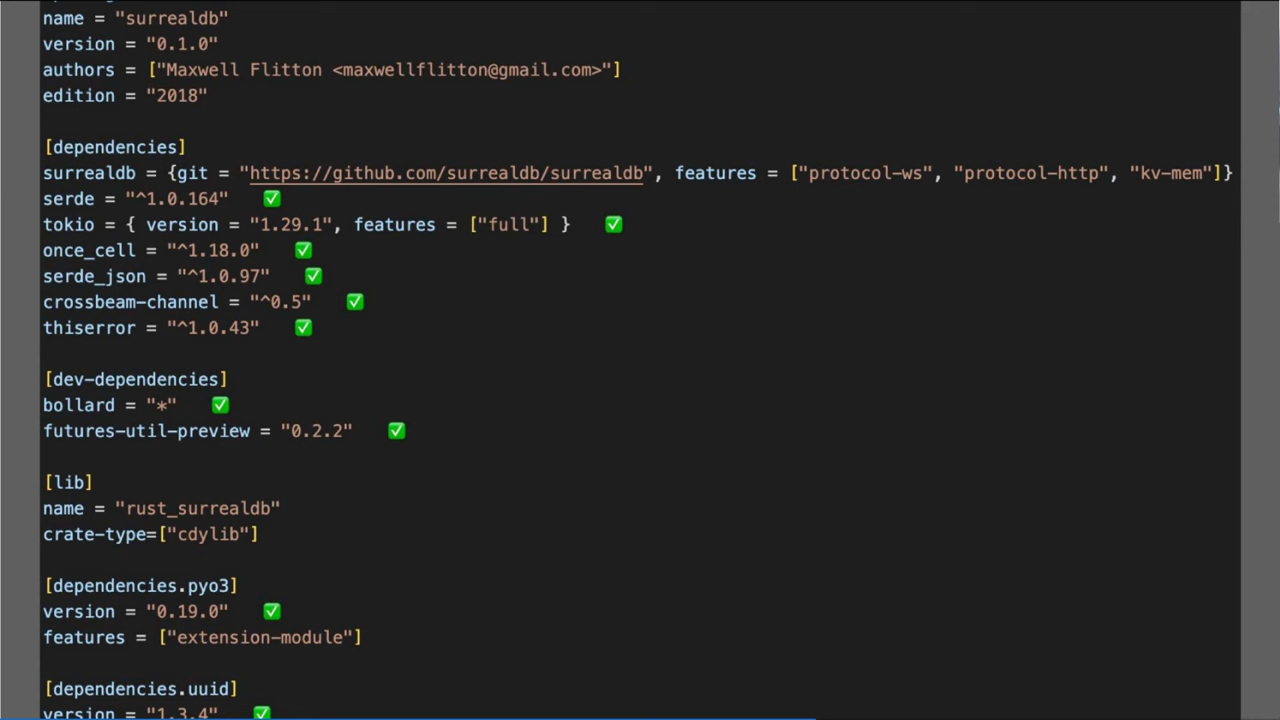 name = "surrealdb"
version = "0.1.0"
authors = ["Maxwell Flitton <maxwellflitton@gmail.com>"]
edition = "2018"
[dependencies]
surrealdb = {git = "https://github.com/surrealdb/surrealdb", features = ["protocol-ws", "protocol-http", "kv-mem"]}
serde = "^1.0.164" ✅
tokio = { version = "1.29.1", features = ["full"] } ✅
once_cell = "^1.18.0" ✅
serde_json = "^1.0.97" ✅
crossbeam-channel = "^0.5" ✅
thiserror = "^1.0.43" ✅
[dev-dependencies]
bollard = "*" ✅
futures-util-preview = "0.2.2" ✅
[lib]
name = "rust_surrealdb"
crate-type=["cdylib"]
[dependencies.pyo3]
version = "0.19.0" ✅
features = ["extension-module"]
[dependencies.uuid]
version = "1.3.4" ✅